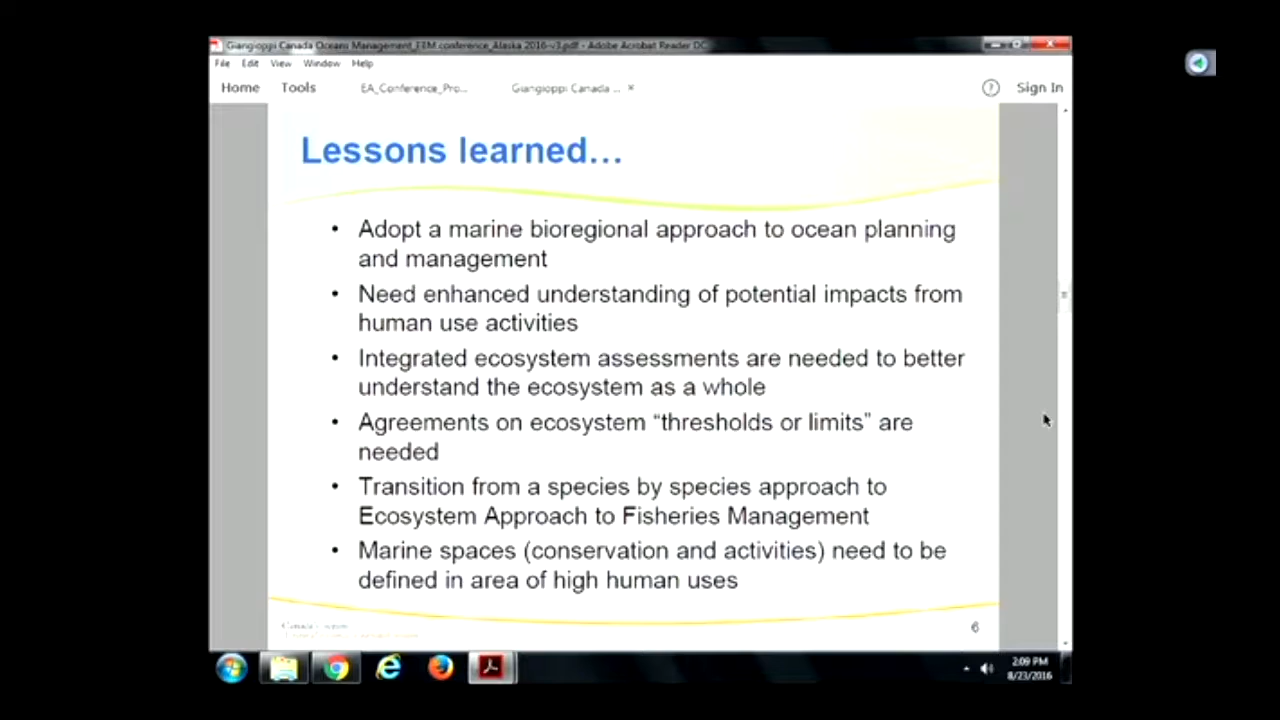 Giangioppi Canada Oceans Management_EBM conference_Alaska 2016-v3.pdf - Adobe Acrobat Reader DC
File Edit View Window Help
Home Tools EA_Conference_Pro... Giangioppi Canada ... × ? Sign In
Lessons learned...
• Adopt a marine bioregional approach to ocean planning
and management
• Need enhanced understanding of potential impacts from
human use activities
• Integrated ecosystem assessments are needed to better
understand the ecosystem as a whole
• Agreements on ecosystem “thresholds or limits” are
needed
• Transition from a species by species approach to
Ecosystem Approach to Fisheries Management
• Marine spaces (conservation and activities) need to be
defined in area of high human uses
6
2:09 PM
8/23/2016